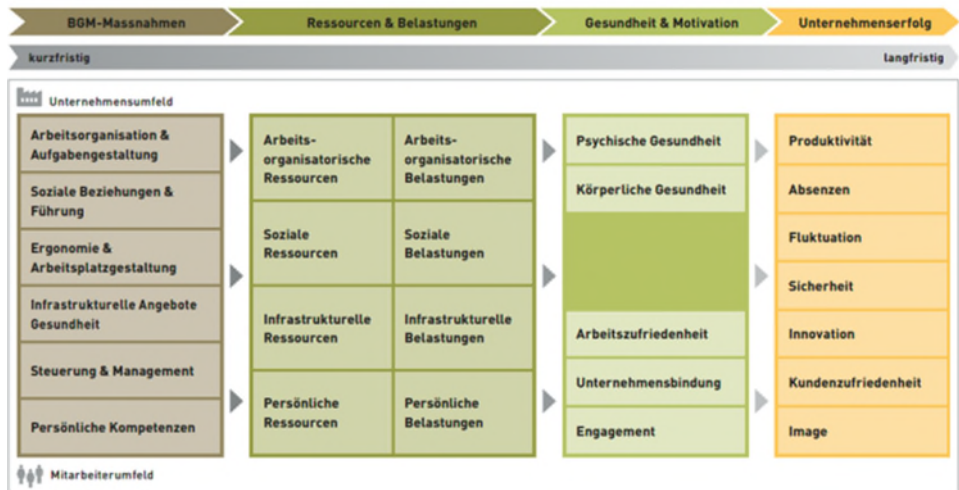 BGM-Massnahmen
Ressourcen & Belastungen
Gesundheit & Motivation
Unternehmenserfolg
kurzfristig
langfristig
Unternehmensumfeld
Arbeitsorganisation &
Aufgabengestaltung
Soziale Beziehungen &
Führung
Ergonomie &
Arbeitsplatzgestaltung
Infrastrukturelle Angebote
Gesundheit
Steuerung & Management
Persönliche Kompetenzen
Arbeits-
organisatorische
Ressourcen
Arbeits-
organisatorische
Belastungen
Soziale
Ressourcen
Soziale
Belastungen
Infrastrukturelle
Ressourcen
Infrastrukturelle
Belastungen
Persönliche
Ressourcen
Persönliche
Belastungen
Psychische Gesundheit
Körperliche Gesundheit
Arbeitszufriedenheit
Unternehmensbindung
Engagement
Produktivität
Absenzen
Fluktuation
Sicherheit
Innovation
Kundenzufriedenheit
Image
Mitarbeiterumfeld